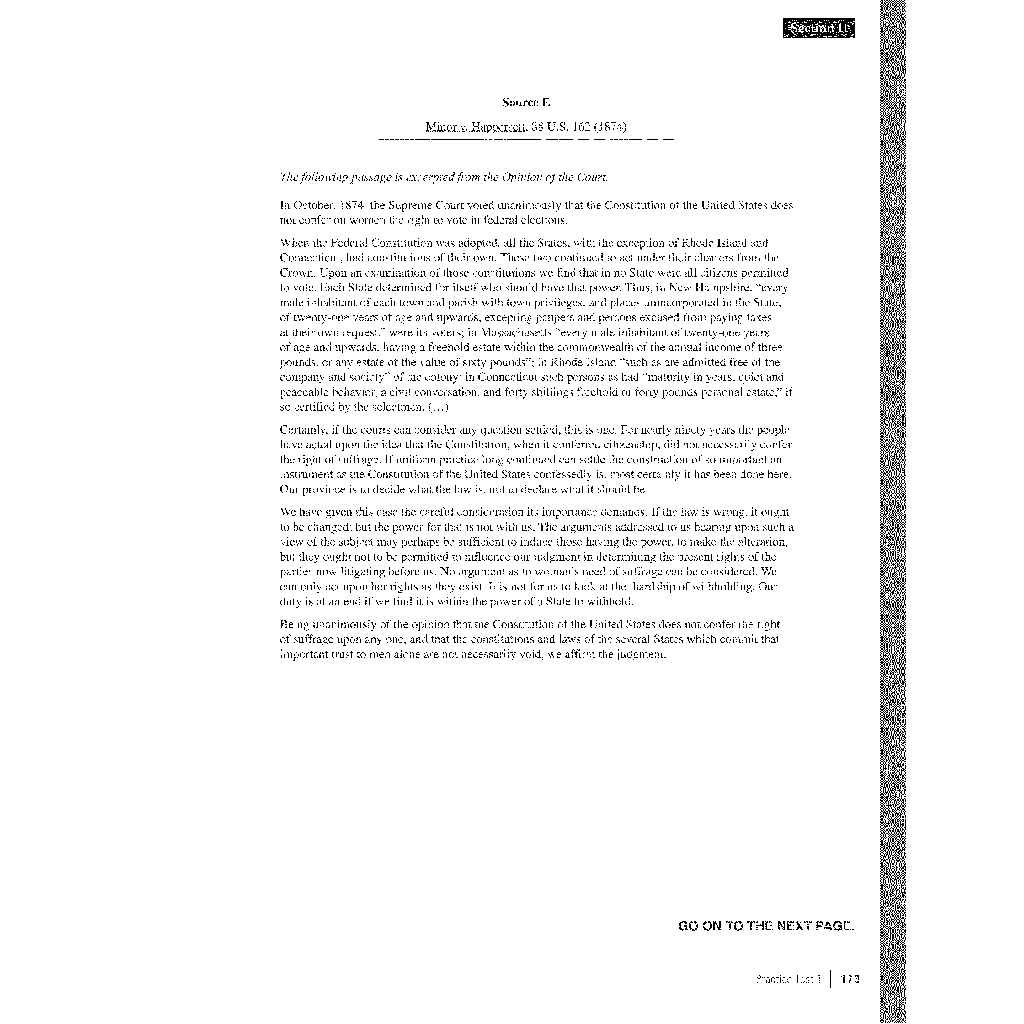 Section II
Source E
Minor v. Happersett, 88 U.S. 162 (1874)
The following passage is excerpted from the Opinion of the Court.
In October, 1874, the Supreme Court voted unanimously that the Constitution of the United States does
not confer on women the right to vote in federal elections.
When the Federal Constitution was adopted, all the States, with the exception of Rhode Island and
Connecticut, had constitutions of their own. These two continued to act under their charters from the
Crown. Upon an examination of those constitutions we find that in no State were all citizens permitted
to vote. Each State determined for itself who should have that power. Thus, in New Hampshire, "every
male inhabitant of each town and parish with town privileges, and places unincorporated in the State,
of twenty-one years of age and upwards, excepting paupers and persons excused from paying taxes
at their own request," were its voters; in Massachusetts "every male inhabitant of twenty-one years
of age and upwards, having a freehold estate within the commonwealth of the annual income of three
pounds, or any estate of the value of sixty pounds"; in Rhode Island "such as are admitted free of the
company and society" of the colony; in Connecticut such persons as had "maturity in years, quiet and
peaceable behavior, a civil conversation, and forty shillings freehold or forty pounds personal estate," if
so certified by the selectmen. (...)
Certainly, if the courts can consider any question settled, this is one. For nearly ninety years the people
have acted upon the idea that the Constitution, when it conferred citizenship, did not necessarily confer
the right of suffrage. If uniform practice long continued can settle the construction of so important an
instrument as the Constitution of the United States confessedly is, most certainly it has been done here.
Our province is to decide what the law is, not to declare what it should be.
We have given this case the careful consideration its importance demands. If the law is wrong, it ought
to be changed; but the power for that is not with us. The arguments addressed to us bearing upon such a
view of the subject may perhaps be sufficient to induce those having the power, to make the alteration,
but they ought not to be permitted to influence our judgment in determining the present rights of the
parties now litigating before us. No argument as to woman's need of suffrage can be considered. We
can only act upon her rights as they exist. It is not for us to look at the hardship of withholding. Our
duty is at an end if we find it is within the power of a State to withhold.
Being unanimously of the opinion that the Constitution of the United States does not confer the right
of suffrage upon any one, and that the constitutions and laws of the several States which commit that
important trust to men alone are not necessarily void, we affirm the judgment.
GO ON TO THE NEXT PAGE.
Practice Test 1 | 173